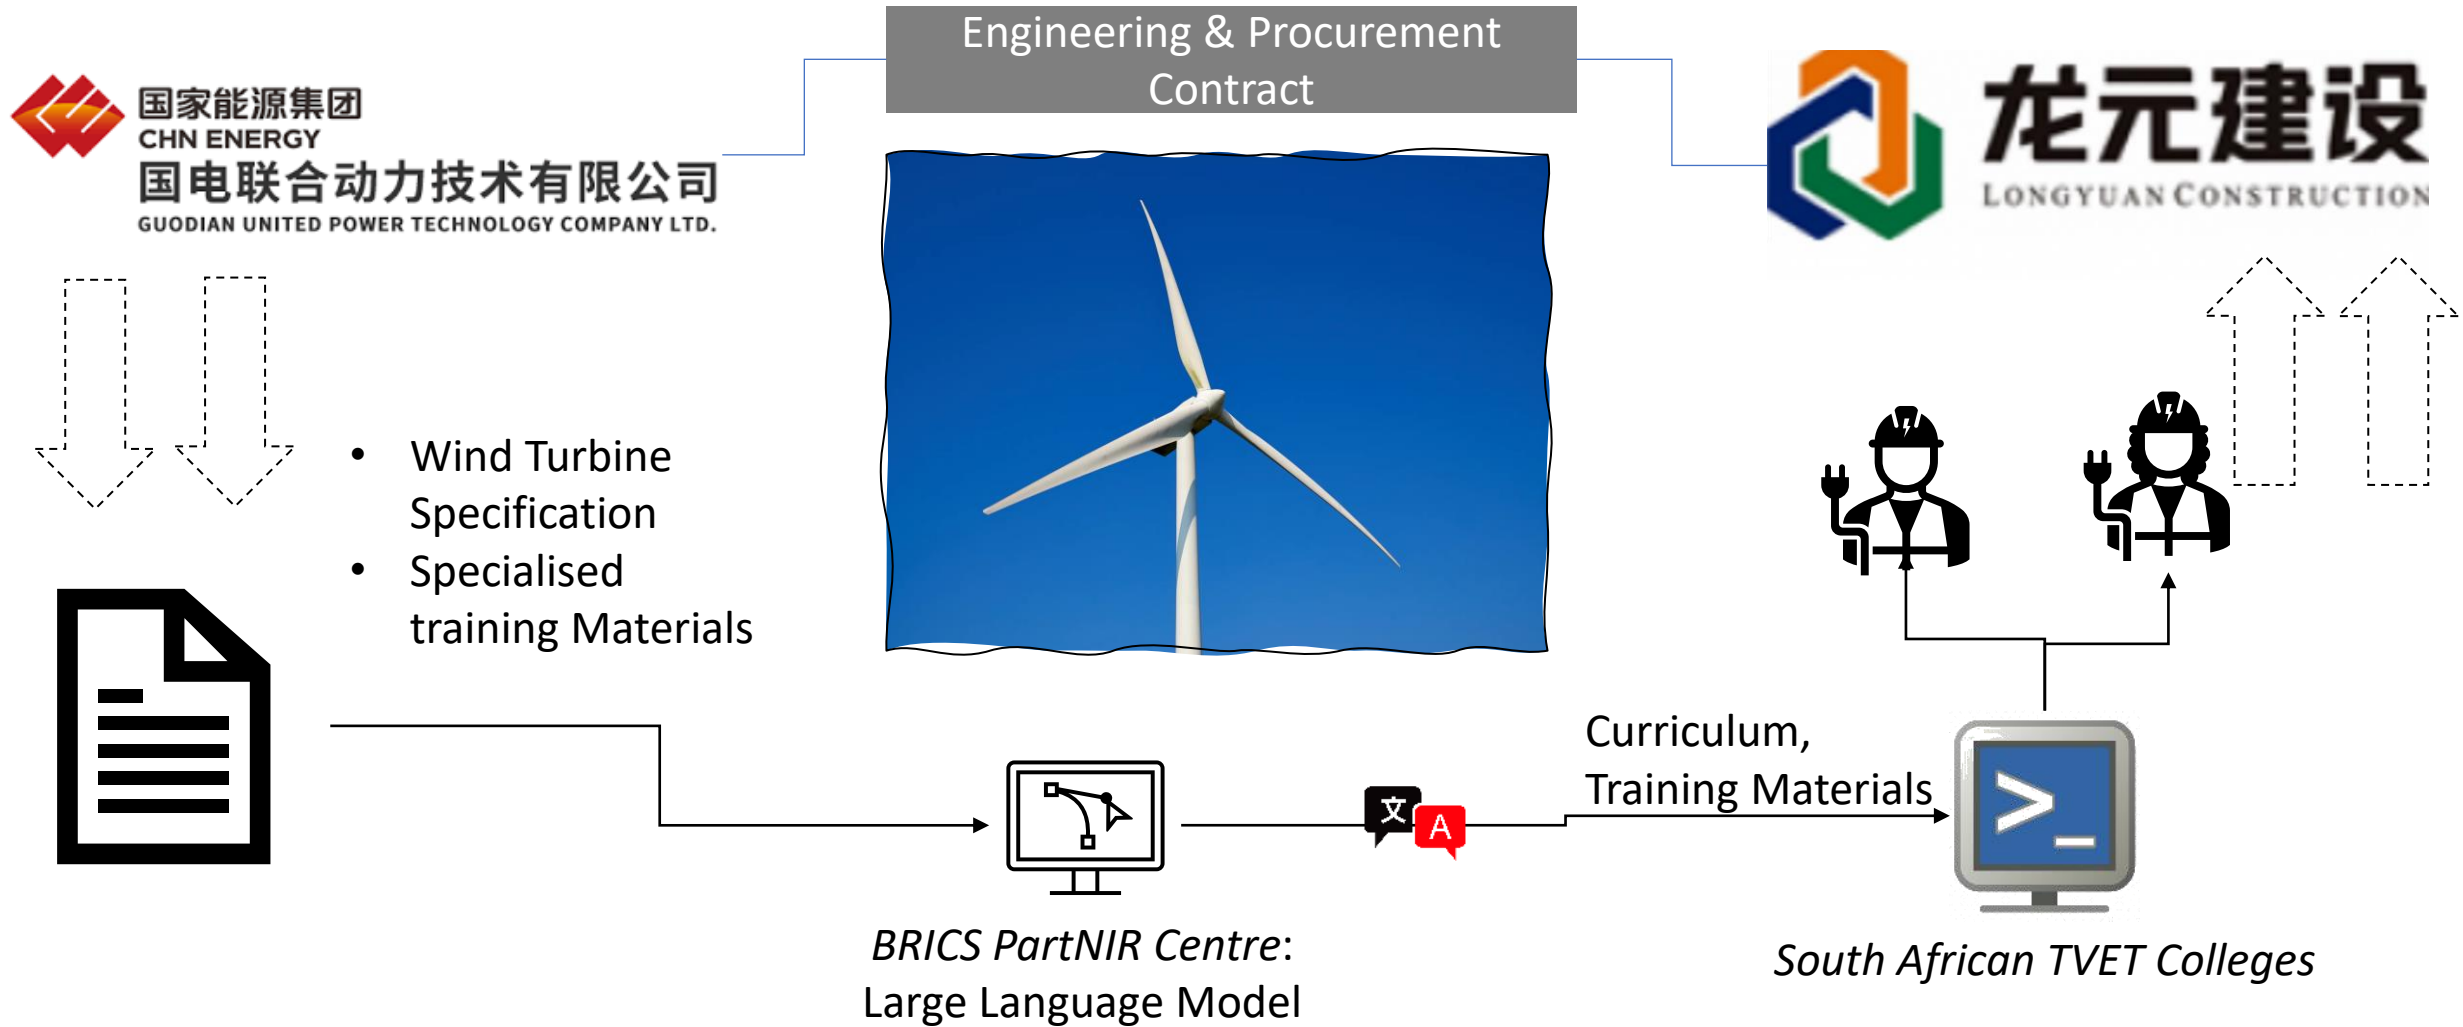 Engineering & Procurement
Contract
国家能源集团
CHN ENERGY
国电联合动力技术有限公司
GUODIAN UNITED POWER TECHNOLOGY COMPANY LTD.
龙元建设
LONGYUAN CONSTRUCTION
• Wind Turbine
Specification
• Specialised
training Materials
Curriculum,
Training Materials
文
A
>_
BRICS PartNIR Centre:
Large Language Model
South African TVET Colleges